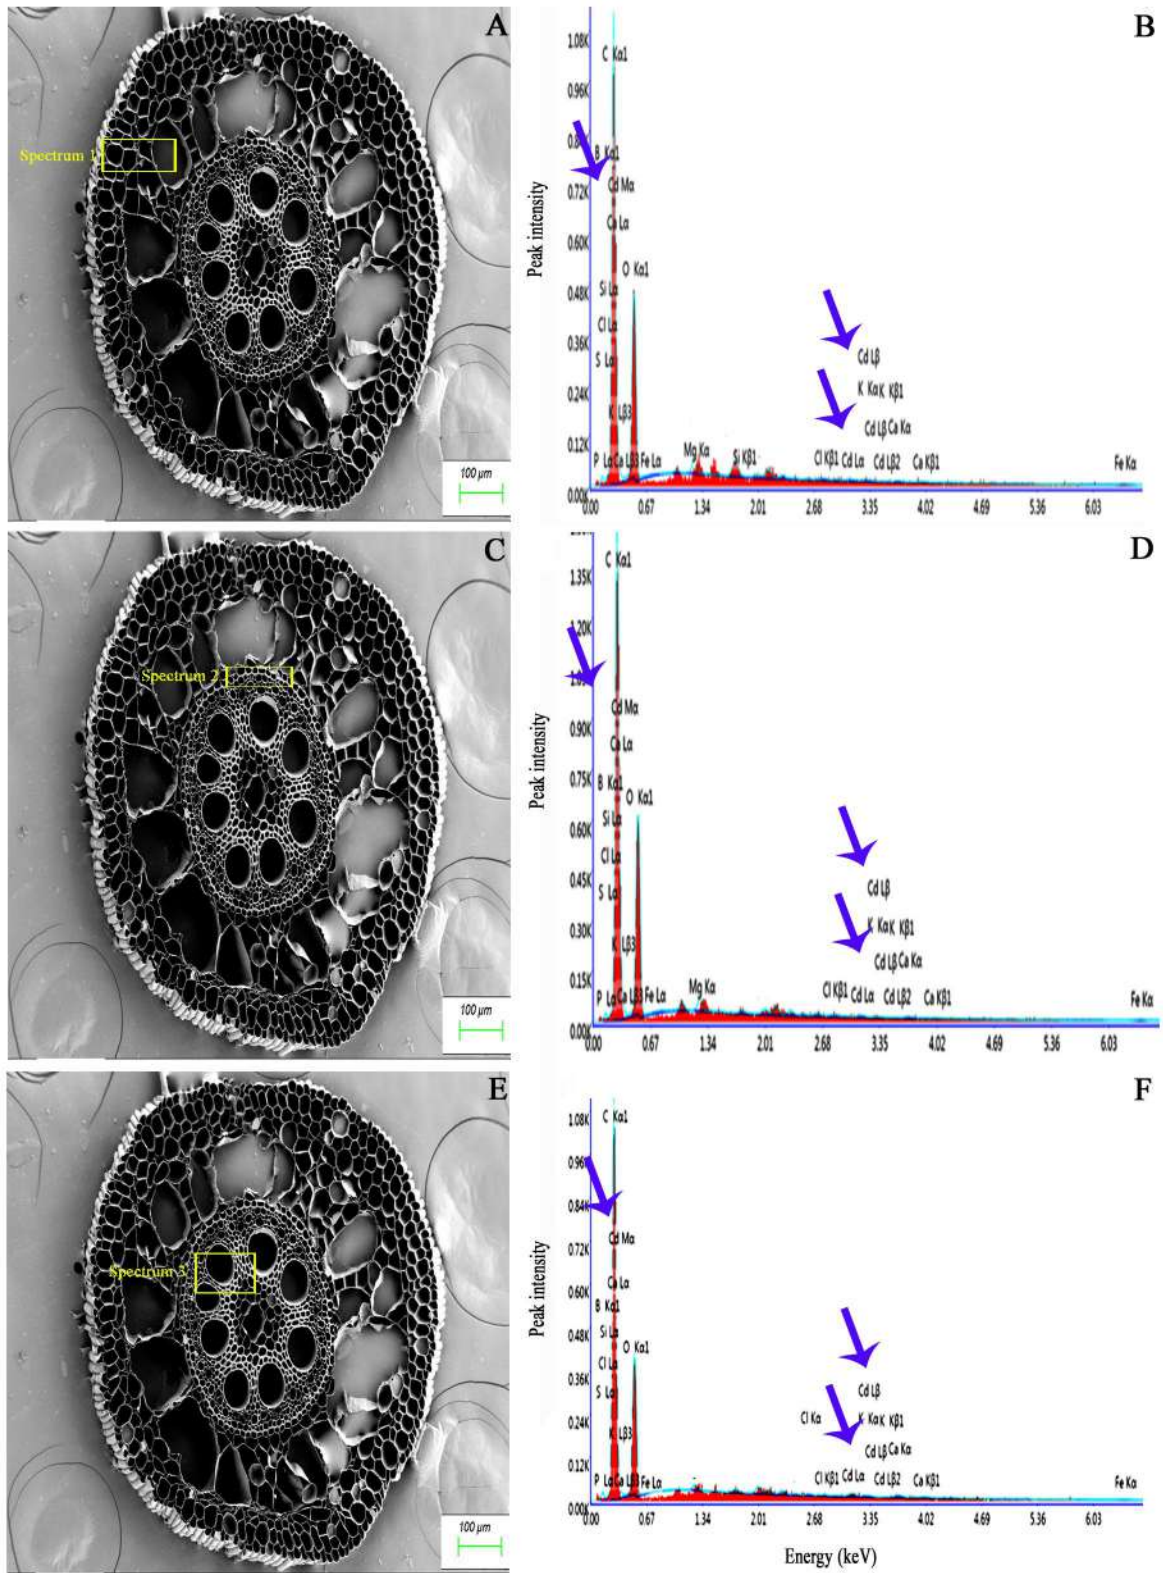 A
Spectrum 1
100 µm
B
Peak intensity
1.08K
0.96K
0.72K
0.60K
0.48K
0.36K
0.24K
0.12K
0.00K
C Kα1
B Kα1
Cd Mα
Ca Lα
O Kα1
Si Lα
Cl Lα
S Lα
K Lβ3
P Lα Ca Lβ3 Fe Lα
Mg Kα
Si Kβ1
Cd Lβ
K Kα K Kβ1
Cd Lβ Ca Kα
Cl Kβ1 Cd Lα Cd Lβ2 Ca Kβ1
Fe Kα
0.00 0.67 1.34 2.01 2.68 3.35 4.02 4.69 5.36 6.03
C
Spectrum 2
100 µm
D
Peak intensity
1.35K
1.20K
0.90K
0.75K
0.60K
0.45K
0.30K
0.15K
0.00K
C Kα1
Cd Mα
Ca Lα
B Kα1
O Kα1
Si Lα
Cl Lα
S Lα
K Lβ3
P Lα Ca Lβ3 Fe Lα
Mg Kα
Cd Lβ
K Kα K Kβ1
Cd Lβ Ca Kα
Cl Kβ1 Cd Lα Cd Lβ2 Ca Kβ1
Fe Kα
0.00 0.67 1.34 2.01 2.68 3.35 4.02 4.69 5.36 6.03
E
Spectrum 3
100 µm
F
Peak intensity
1.08K
0.96K
0.84K
0.72K
0.60K
0.48K
0.36K
0.24K
0.12K
0.00K
C Kα1
Cd Mα
Ca Lα
B Kα1
Si Lα
O Kα1
Cl Lα
S Lα
K Lβ3
P Lα Ca Lβ3 Fe Lα
Cd Lβ
Cl Kα
K Kα K Kβ1
Cd Lβ Ca Kα
Cl Kβ1 Cd Lα Cd Lβ2 Ca Kβ1
Fe Kα
0.00 0.67 1.34 2.01 2.68 3.35 4.02 4.69 5.36 6.03
Energy (keV)